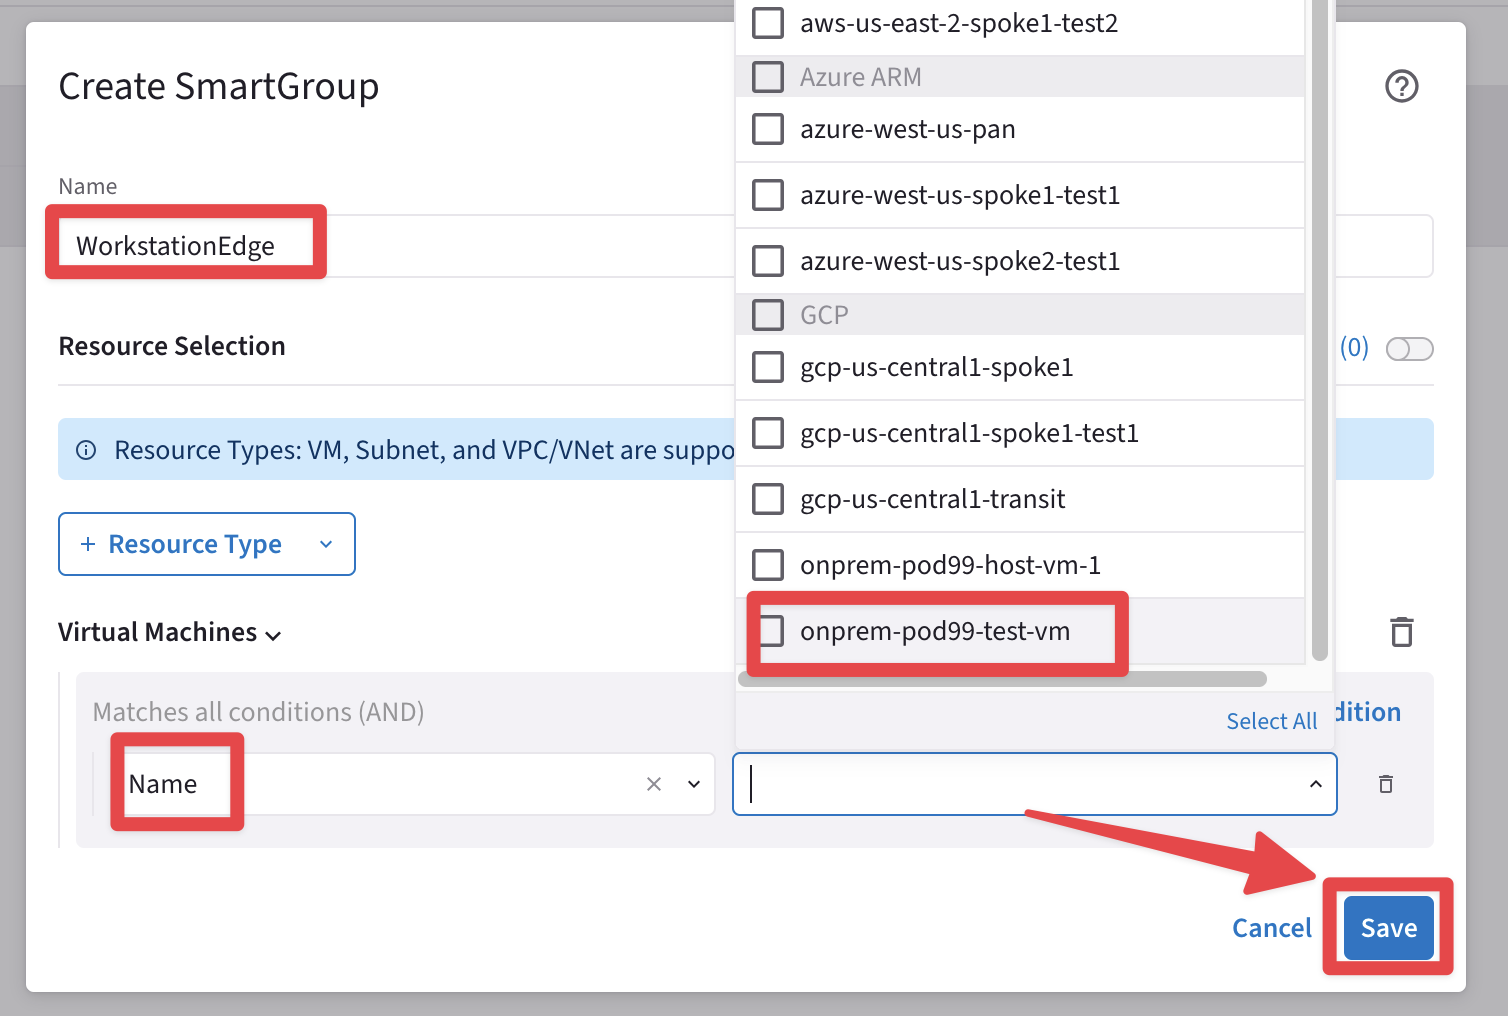 Create SmartGroup
Name
WorkstationEdge
Resource Selection
(0)
Resource Types: VM, Subnet, and VPC/VNet are suppo
+ Resource Type
Virtual Machines
Matches all conditions (AND)
Name
aws-us-east-2-spoke1-test2
Azure ARM
azure-west-us-pan
azure-west-us-spoke1-test1
azure-west-us-spoke2-test1
GCP
gcp-us-central1-spoke1
gcp-us-central1-spoke1-test1
gcp-us-central1-transit
onprem-pod99-host-vm-1
onprem-pod99-test-vm
Select All
dition
Cancel
Save